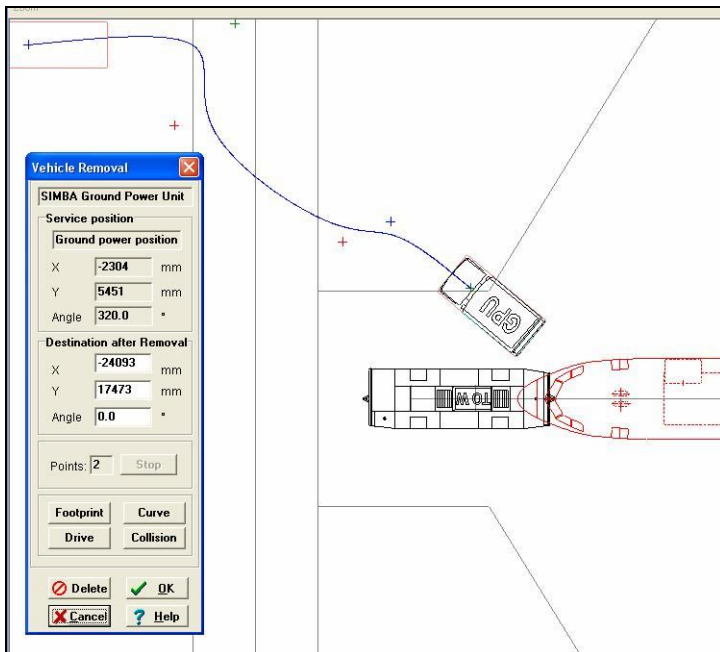 Zoom
Vehicle Removal
SIMBA Ground Power Unit
Service position
Ground power position
X -2304 mm
Y 5451 mm
Angle 320.0 °
Destination after Removal
X -24093 mm
Y 17473 mm
Angle 0.0 °
Points: 2 Stop
Footprint Curve
Drive Collision
Delete OK
Cancel Help
GPU
TOW